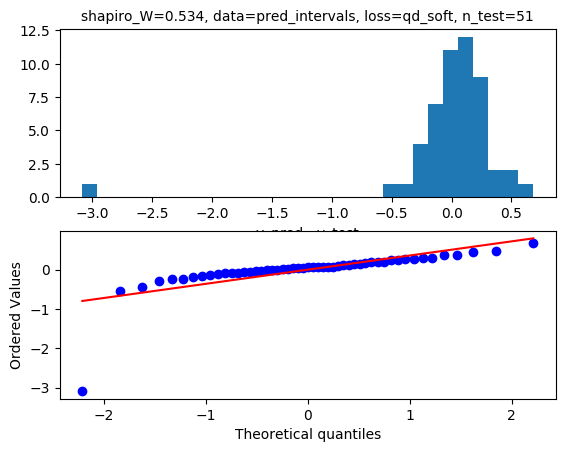 shapiro_W=0.534, data=pred_intervals, loss=qd_soft, n_test=51
12.5
10.0
7.5
5.0
2.5
0.0
−3.0 −2.5 −2.0 −1.5 −1.0 −0.5 0.0 0.5
0
−1
−2
−3
Ordered Values
−2 −1 0 1 2
Theoretical quantiles